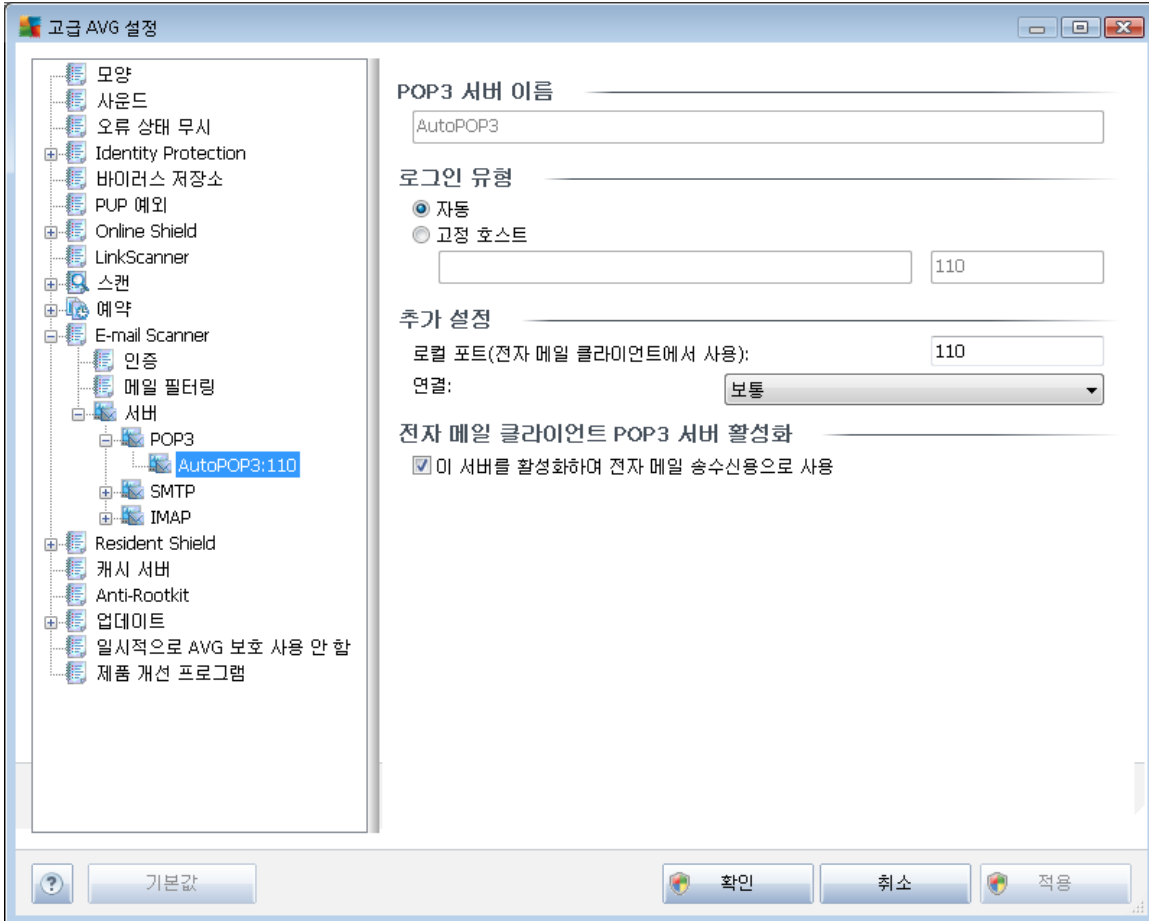 고급 AVG 설정
모양
사운드
오류 상태 무시
Identity Protection
바이러스 저장소
PUP 예외
Online Shield
LinkScanner
스캔
예약
E-mail Scanner
인증
메일 필터링
서버
POP3
AutoPOP3:110
SMTP
IMAP
Resident Shield
캐시 서버
Anti-Rootkit
업데이트
일시적으로 AVG 보호 사용 안 함
제품 개선 프로그램
POP3 서버 이름
AutoPOP3
로그인 유형
자동
고정 호스트
110
추가 설정
로컬 포트(전자 메일 클라이언트에서 사용): 110
연결: 보통
전자 메일 클라이언트 POP3 서버 활성화
이 서버를 활성화하여 전자 메일 송수신용으로 사용
? 기본값 확인 취소 적용